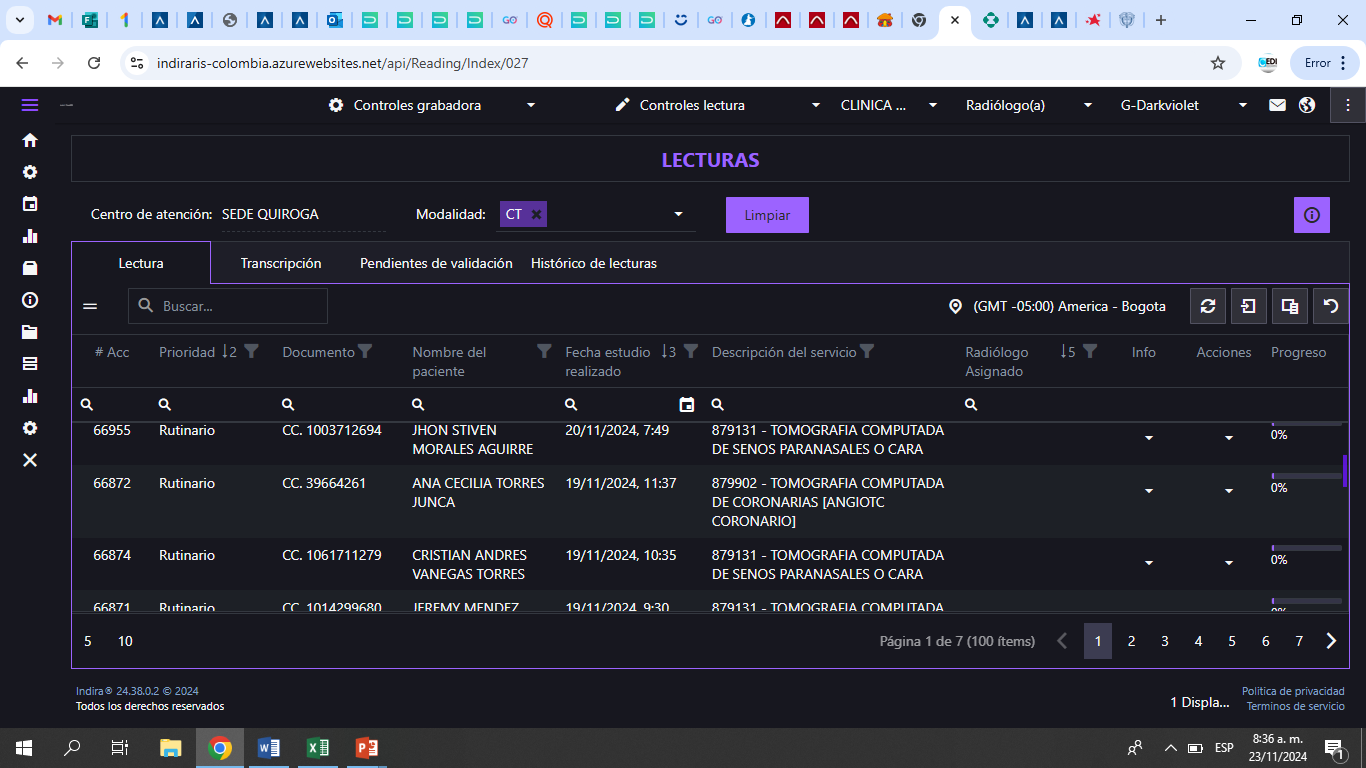 indiraris-colombia.azurewebsites.net/api/Reading/Index/027
Error
Controles grabadora
Controles lectura
CLINICA ...
Radiólogo(a)
G-Darkviolet
LECTURAS
Centro de atención: SEDE QUIROGA
Modalidad: CT
Limpiar
Lectura
Transcripción
Pendientes de validación
Histórico de lecturas
Buscar...
(GMT -05:00) America - Bogota
# Acc
Prioridad 2
Documento
Nombre del
paciente
Fecha estudio 3
realizado
Descripción del servicio
Radiólogo 5
Asignado
Info
Acciones
Progreso
66955 Rutinario CC. 1003712694 JHON STIVEN 20/11/2024, 7:49 879131 - TOMOGRAFIA COMPUTADA 0%
MORALES AGUIRRE DE SENOS PARANASALES O CARA
66872 Rutinario CC. 39664261 ANA CECILIA TORRES 19/11/2024, 11:37 879902 - TOMOGRAFIA COMPUTADA 0%
JUNCA DE CORONARIAS [ANGIOTC
CORONARIO]
66874 Rutinario CC. 1061711279 CRISTIAN ANDRES 19/11/2024, 10:35 879131 - TOMOGRAFIA COMPUTADA 0%
VANEGAS TORRES DE SENOS PARANASALES O CARA
66871 Rutinario CC. 1014299680 JEREMY MENDEZ 19/11/2024, 9:30 879131 - TOMOGRAFIA COMPUTADA 0%
5 10
Página 1 de 7 (100 ítems) 1 2 3 4 5 6 7
Indira® 24.38.0.2 © 2024
Todos los derechos reservados
1 Displa...
Política de privacidad
Terminos de servicio
ESP
8:36 a. m.
23/11/2024
1